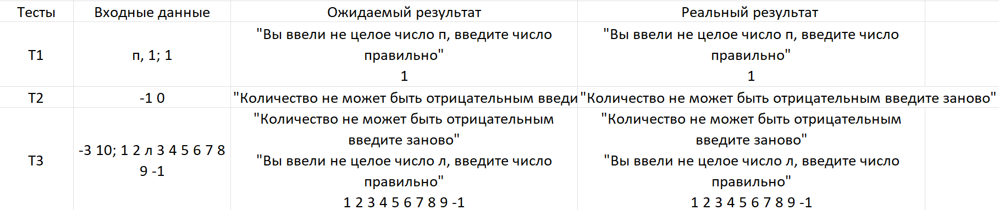 Тесты Входные данные Ожидаемый результат Реальный результат
Т1
п, 1; 1
"Вы ввели не целое число п, введите число
правильно"
1
"Вы ввели не целое число п, введите число
правильно"
1
Т2
-1 0
"Количество не может быть отрицательным введи
"Количество не может быть отрицательным введите заново"
Т3
-3 10; 1 2 л 3 4 5 6 7 8
9 -1
"Количество не может быть отрицательным
введите заново"
"Вы ввели не целое число л, введите число
правильно"
1 2 3 4 5 6 7 8 9 -1
"Количество не может быть отрицательным
введите заново"
"Вы ввели не целое число л, введите число
правильно"
1 2 3 4 5 6 7 8 9 -1